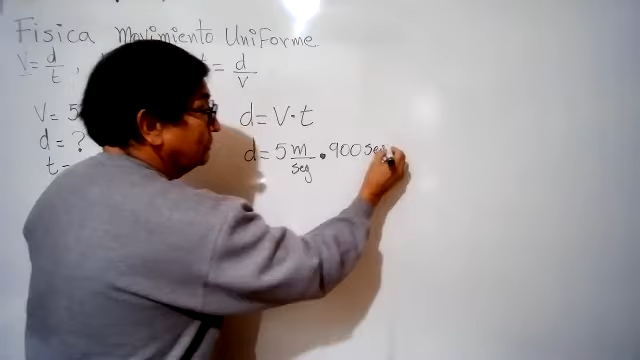 Fisica Movimiento Uniforme
V = d/t , t = d/v
V = 5
d = ?
t =
d = V · t
d = 5 m/seg · 900 seg